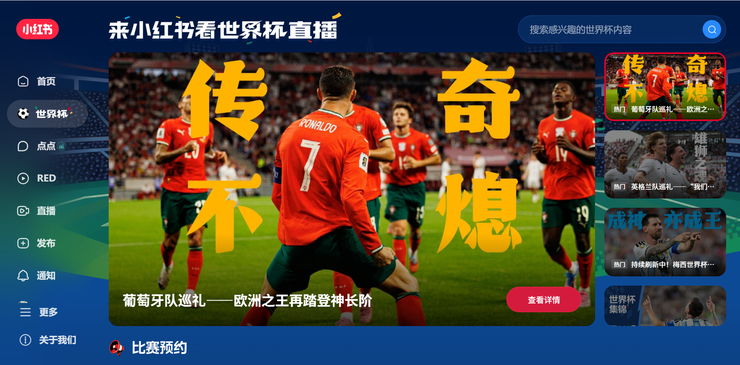 小红书
来小红书看世界杯直播
搜索感兴趣的世界杯内容
首页
世界杯
点点
RED
直播
发布
通知
更多
关于我们
传奇
不熄
RONALDO
7
19
葡萄牙队巡礼——欧洲之王再踏登神长阶
查看详情
传奇
不熄
热门 葡萄牙队巡礼——欧洲之...
热门 英格兰队巡礼——“我们...
成神 亦成王
热门 持续刷新中！梅西世界杯...
世界杯
集锦
比赛预约